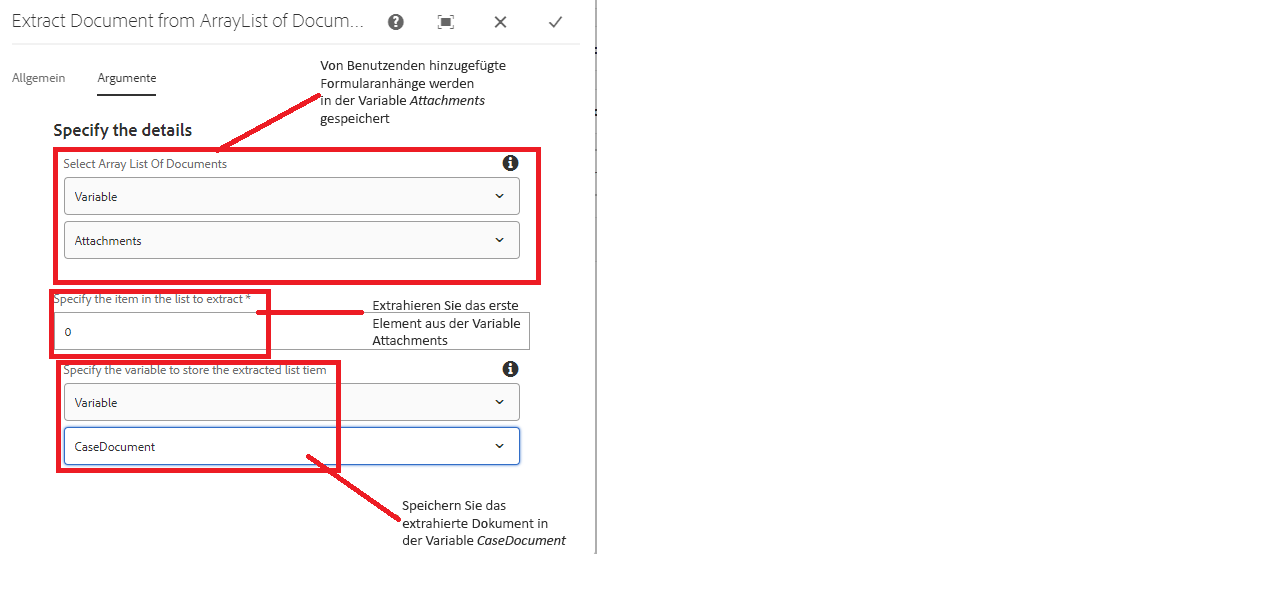 Extract Document from ArrayList of Docum...
Allgemein
Argumente
Von Benutzenden hinzugefügte
Formularanhänge werden
in der Variable Attachments
gespeichert
Specify the details
Select Array List Of Documents
Variable
Attachments
Specify the item in the list to extract *
0
Extrahieren Sie das erste
Element aus der Variable
Attachments
Specify the variable to store the extracted list tiem
Variable
CaseDocument
Speichern Sie das
extrahierte Dokument in
der Variable CaseDocument